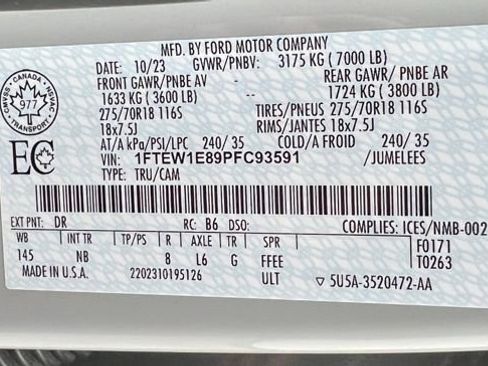 MFD. BY FORD MOTOR COMPANY
DATE: 10/23 GVWR/PNBV: 3175 KG ( 7000 LB)
FRONT GAWR/PNBE AV REAR GAWR/ PNBE AR
1633 KG ( 3600 LB) 1724 KG ( 3800 LB)
275/70R18 116S TIRES/PNEUS 275/70R18 116S
18x7.5J RIMS/JANTES 18x7.5J
AT/A kPa/PSI/LPC 240/ 35 COLD/A FROID 240/ 35
VIN: 1FTEW1E89PFC93591 /JUMELEES
TYPE: TRU/CAM
CANADA
CMVSS NSVAC
977
TRANSPORT
EC
EXT PNT: DR RC: B6 DSO: COMPLIES: ICES/NMB-002
WB INT TR TP/PS R AXLE TR SPR F0171
145 NB 8 L6 G FFEE T0263
MADE IN U.S.A. 2202310195126 ULT 5U5A-3520472-AA